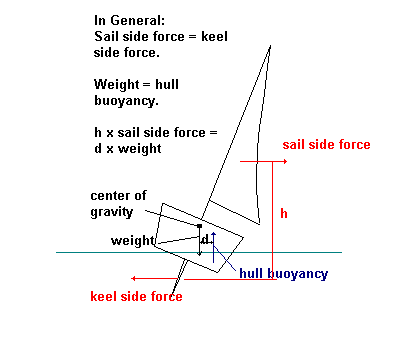 In General:
Sail side force = keel
side force.
Weight = hull
buoyancy.
h x sail side force =
d x weight
sail side force
center of
gravity
h
weight
d
hull buoyancy
keel side force